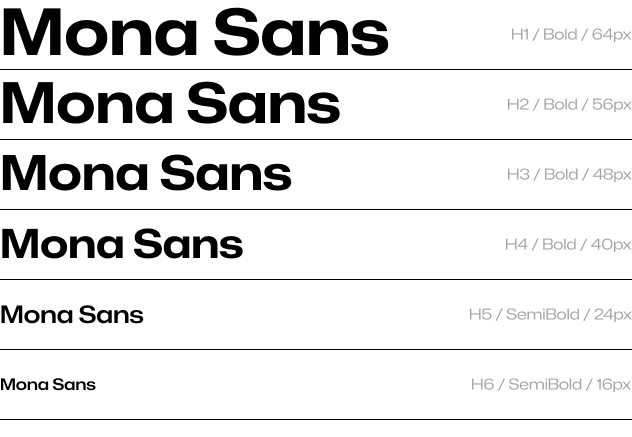 Mona Sans H1 / Bold / 64px
Mona Sans H2 / Bold / 56px
Mona Sans H3 / Bold / 48px
Mona Sans H4 / Bold / 40px
Mona Sans H5 / SemiBold / 24px
Mona Sans H6 / SemiBold / 16px